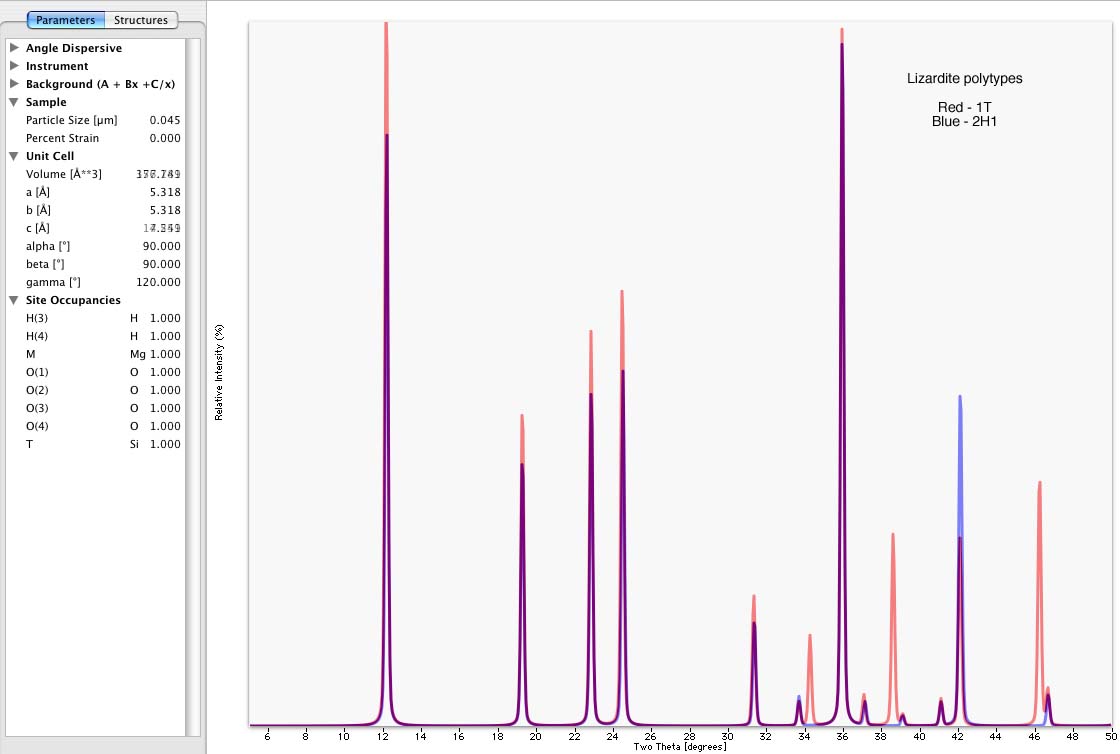 Parameters Structures
Angle Dispersive
Instrument
Background (A + Bx +C/x)
Sample
Particle Size [µm] 0.045
Percent Strain 0.000
Unit Cell
Volume [Å**3]
a [Å] 5.318
b [Å] 5.318
c [Å]
alpha [°] 90.000
beta [°] 90.000
gamma [°] 120.000
Site Occupancies
H(3) H 1.000
H(4) H 1.000
M Mg 1.000
O(1) O 1.000
O(2) O 1.000
O(3) O 1.000
O(4) O 1.000
T Si 1.000
Relative Intensity (%)
Lizardite polytypes
Red - 1T
Blue - 2H1
6 8 10 12 14 16 18 20 22 24 26 28 30 32 34 36 38 40 42 44 46 48 50
Two Theta [degrees]